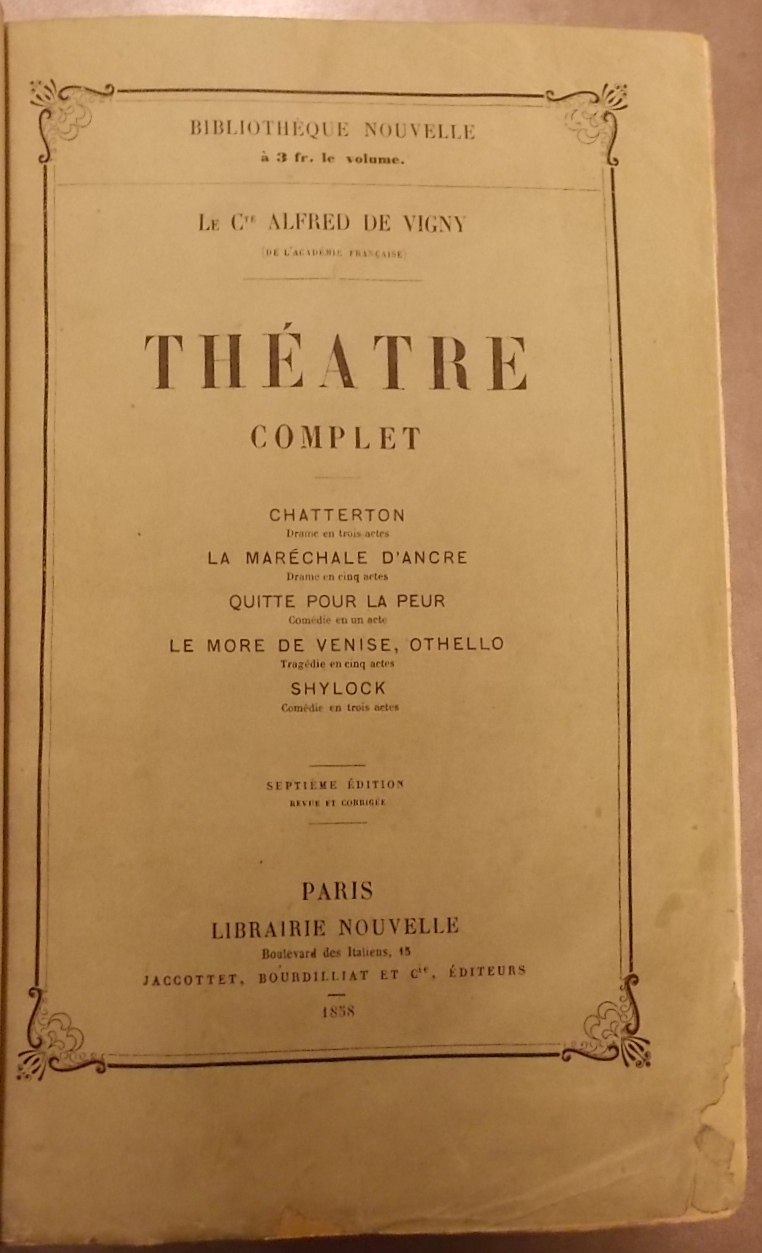 BIBLIOTHÈQUE NOUVELLE
à 3 fr. le volume.
LE Cᵀᴱ ALFRED DE VIGNY
(DE L'ACADÉMIE FRANÇAISE)
THÉATRE
COMPLET
CHATTERTON
Drame en trois actes
LA MARÉCHALE D'ANCRE
Drame en cinq actes
QUITTE POUR LA PEUR
Comédie en un acte
LE MORE DE VENISE, OTHELLO
Tragédie en cinq actes
SHYLOCK
Comédie en trois actes
SEPTIÈME ÉDITION
REVUE ET CORRIGÉE
PARIS
LIBRAIRIE NOUVELLE
Boulevard des Italiens, 15
JACCOTTET, BOURDILLIAT ET Cⁱᵉ, ÉDITEURS
1858